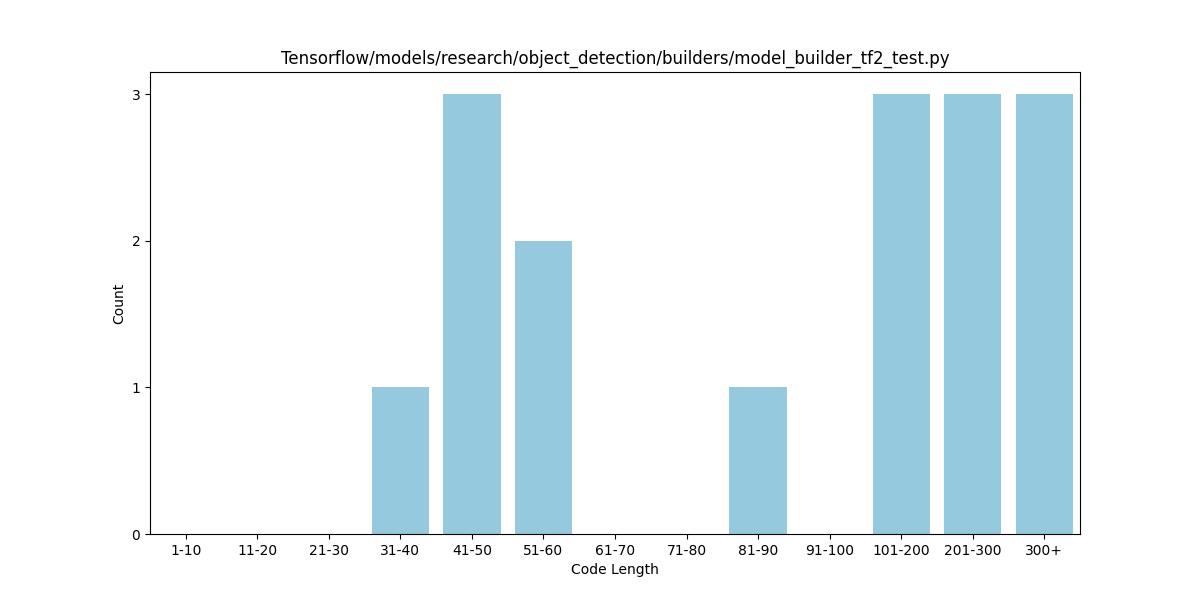 Tensorflow/models/research/object_detection/builders/model_builder_tf2_test.py
3
2
1
0
Count
1-10 11-20 21-30 31-40 41-50 51-60 61-70 71-80 81-90 91-100 101-200 201-300 300+
Code Length